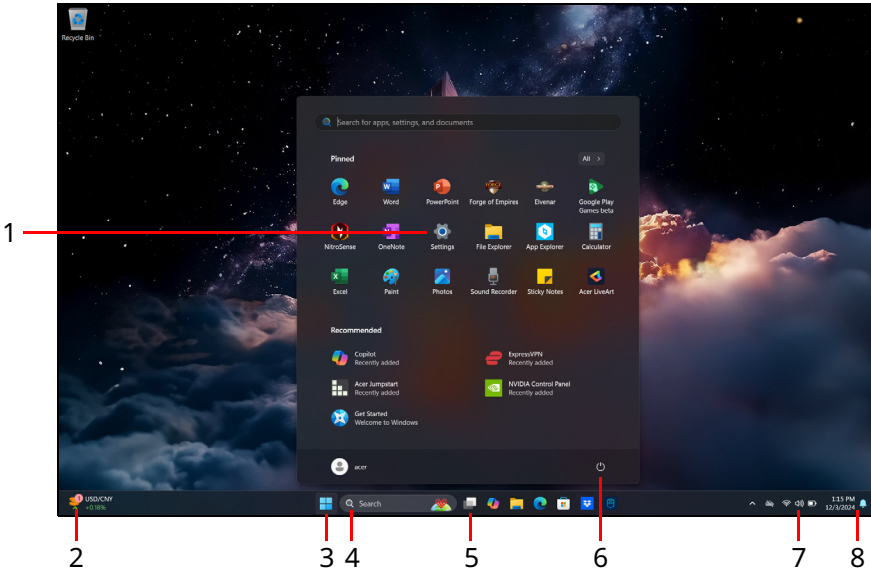 Recycle Bin
Search for apps, settings, and documents
Pinned
All >
Edge
Word
PowerPoint
Forge of Empires
Elvenar
Google Play
Games beta
1
NitroSense
OneNote
Settings
File Explorer
App Explorer
Calculator
Excel
Paint
Photos
Sound Recorder
Sticky Notes
Acer LiveArt
Recommended
Copilot
Recently added
ExpressVPN
Recently added
Acer Jumpstart
Recently added
NVIDIA Control Panel
Recently added
Get Started
Welcome to Windows
acer
1
USD/CNY
+0.18%
Search
1:15 PM
12/3/2024
2
3
4
5
6
7
8